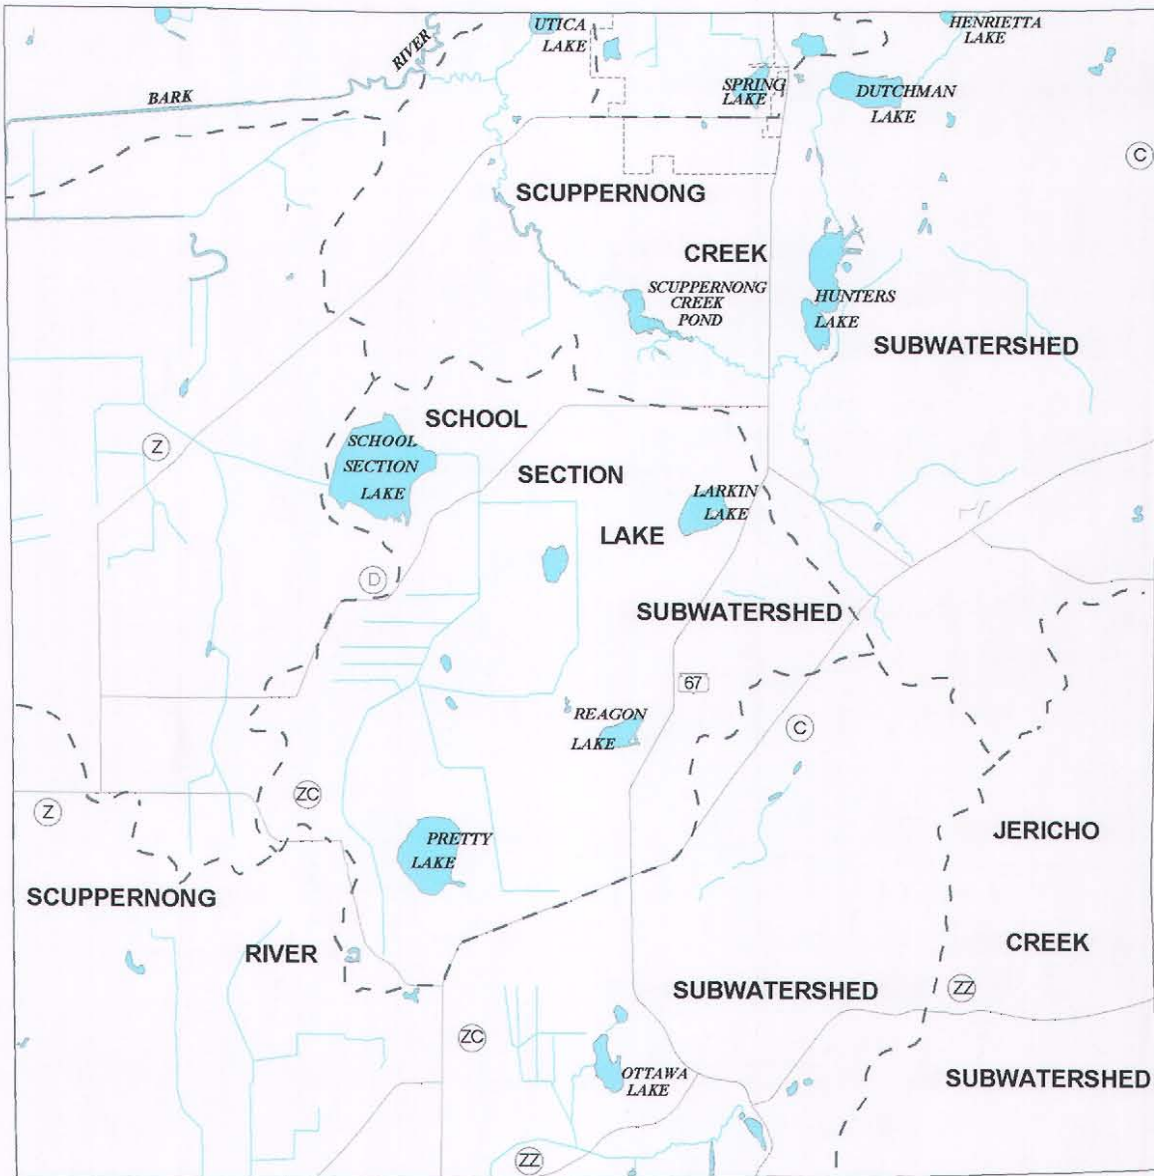 UTICA
LAKE
HENRIETTA
LAKE
RIVER
BARK
SPRING
LAKE
DUTCHMAN
LAKE
C
SCUPPERNONG
CREEK
SUBWATERSHED
SCUPPERNONG
CREEK
POND
HUNTERS
LAKE
SCHOOL
SECTION
LAKE
SUBWATERSHED
SCHOOL
SECTION
LAKE
Z
LARKIN
LAKE
D
67
REAGON
LAKE
C
Z
ZC
PRETTY
LAKE
JERICHO
CREEK
SUBWATERSHED
SCUPPERNONG
RIVER
SUBWATERSHED
ZZ
ZC
OTTAWA
LAKE
ZZ